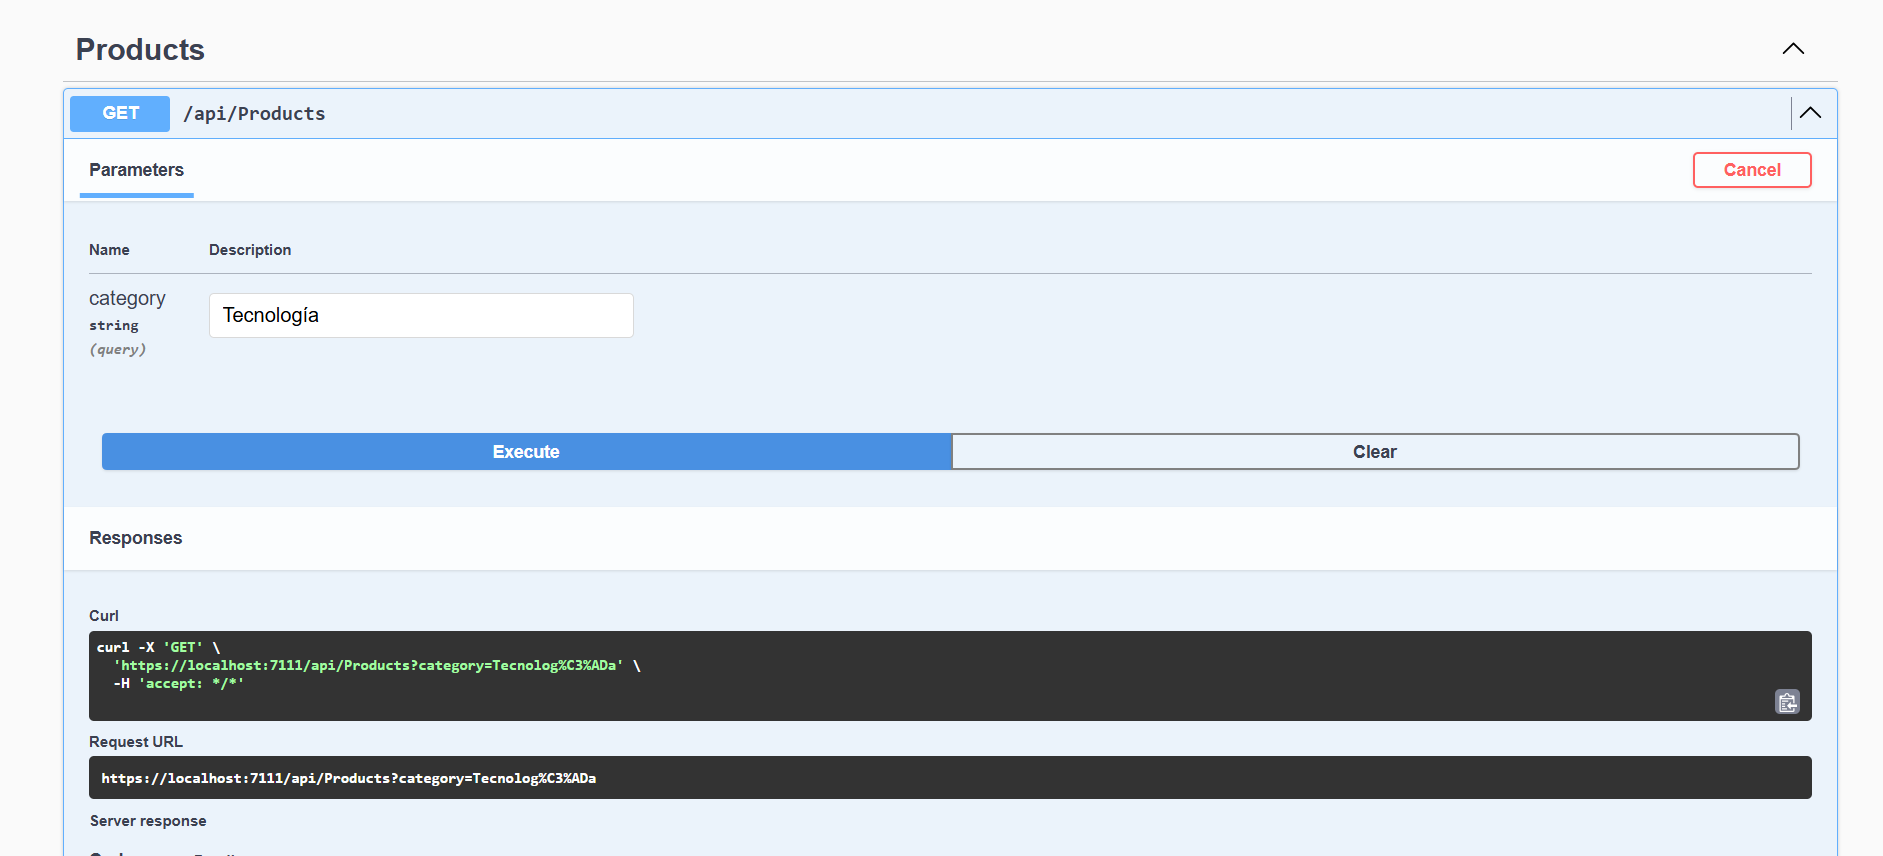 Products
GET /api/Products
Parameters
Cancel
Name Description
category
string
(query)
Tecnología
Execute Clear
Responses
Curl
curl -X 'GET' \
'https://localhost:7111/api/Products?category=Tecnolog%C3%ADa' \
-H 'accept: */*'
Request URL
https://localhost:7111/api/Products?category=Tecnolog%C3%ADa
Server response